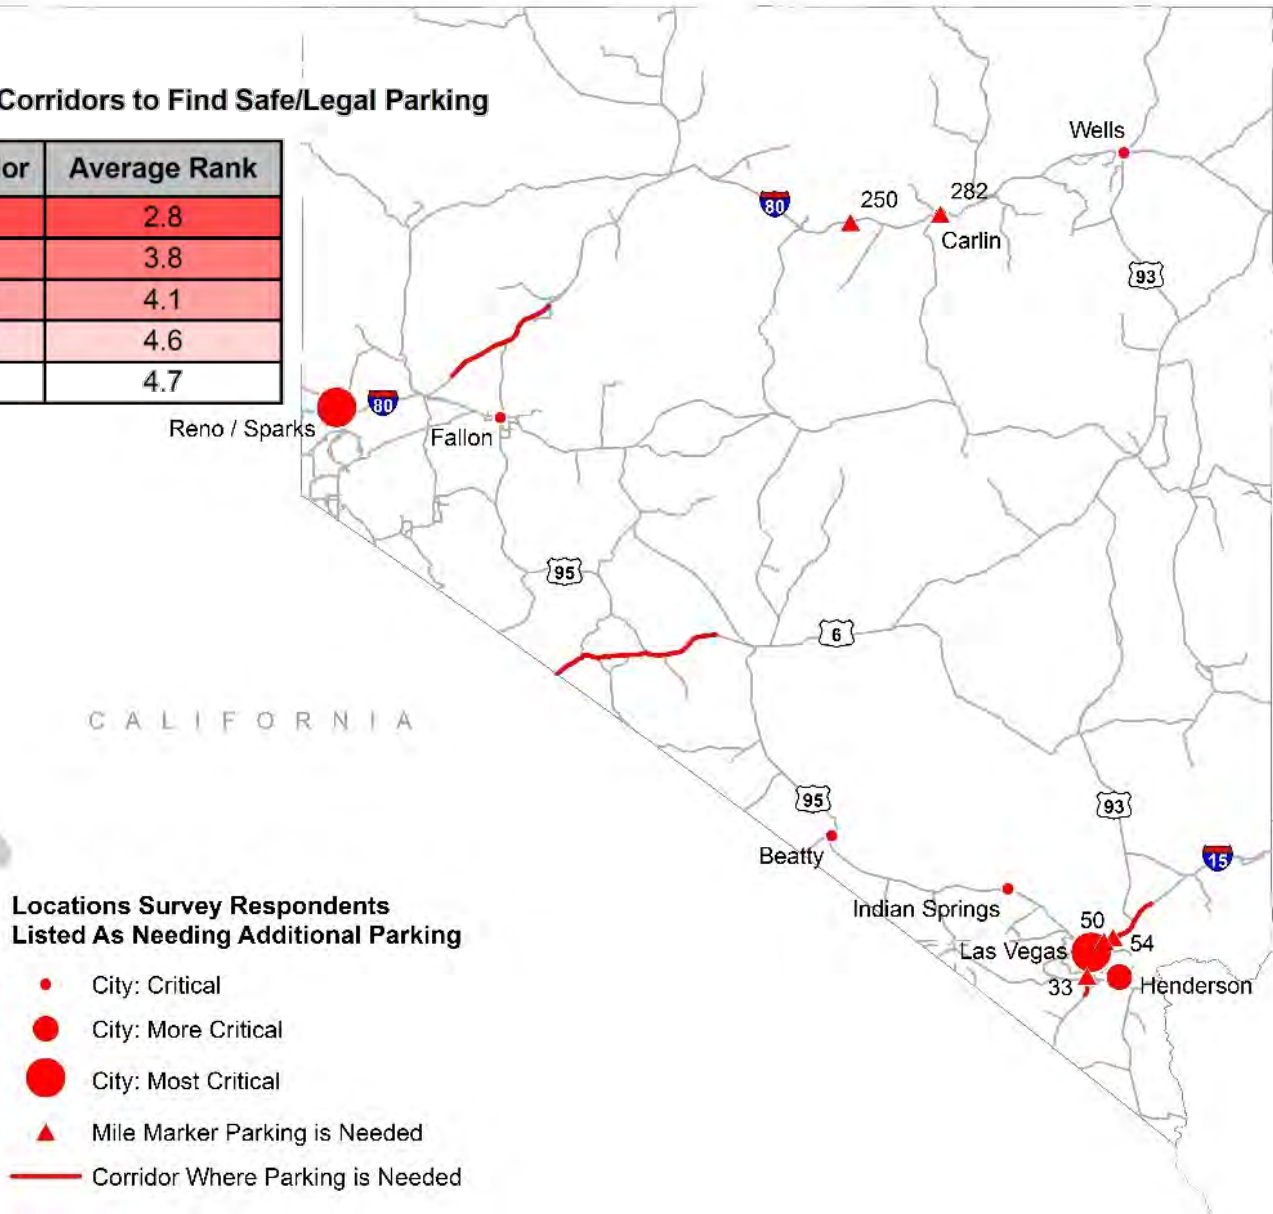 Corridors to Find Safe/Legal Parking
or Average Rank
2.8
3.8
4.1
4.6
4.7
Wells
80
250
282
Carlin
93
Reno / Sparks
80
Fallon
95
6
CALIFORNIA
95
93
15
Beatty
Indian Springs
50
Las Vegas
54
33
Henderson
Locations Survey Respondents
Listed As Needing Additional Parking
City: Critical
City: More Critical
City: Most Critical
Mile Marker Parking is Needed
Corridor Where Parking is Needed